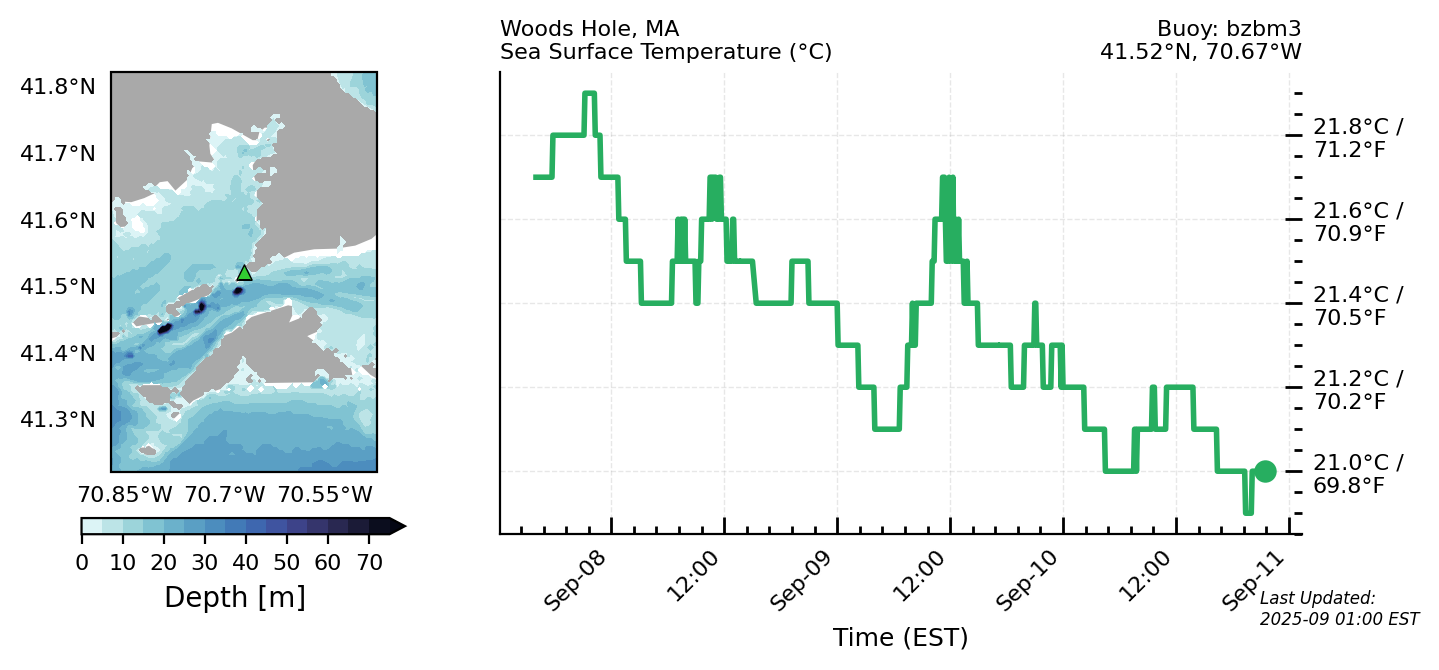 Woods Hole, MA
Sea Surface Temperature (°C)
Buoy: bzbm3
41.52°N, 70.67°W
41.8°N
41.7°N
41.6°N
41.5°N
41.4°N
41.3°N
70.85°W 70.7°W 70.55°W
0 10 20 30 40 50 60 70
Depth [m]
21.8°C /
71.2°F
21.6°C /
70.9°F
21.4°C /
70.5°F
21.2°C /
70.2°F
21.0°C /
69.8°F
Sep-08 12:00 Sep-09 12:00 Sep-10 12:00 Sep-11
Time (EST)
Last Updated:
2025-09 01:00 EST